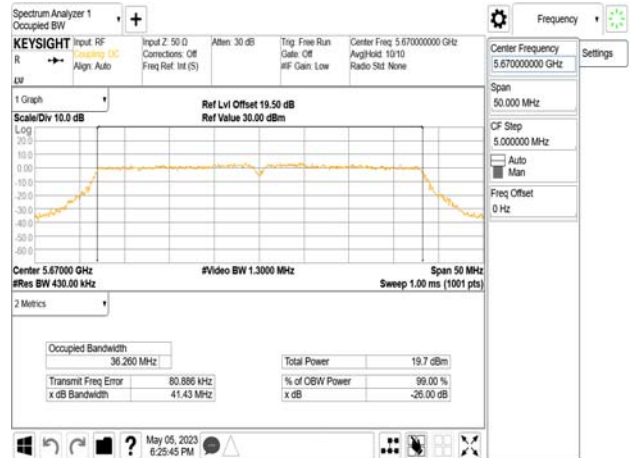 Spectrum Analyzer 1
Occupied BW
+
Frequency
KEYSIGHT
R
Input: RF
Coupling: DC
Align: Auto
Input Z: 50 Ω
Corrections: Off
Freq Ref: Int (S)
Atten: 30 dB
Trig: Free Run
Gate: Off
#IF Gain: Low
Center Freq: 5.670000000 GHz
Avg|Hold: 10/10
Radio Std: None
Center Frequency
5.670000000 GHz
Settings
Span
50.000 MHz
CF Step
5.000000 MHz
Auto
Man
Freq Offset
0 Hz
1 Graph
Ref Lvl Offset 19.50 dB
Scale/Div 10.0 dB
Ref Value 30.00 dBm
Log
20.0
10.0
0.00
-10.0
-20.0
-30.0
-40.0
-50.0
-60.0
Center 5.67000 GHz
#Video BW 1.3000 MHz
Span 50 MHz
#Res BW 430.00 kHz
Sweep 1.00 ms (1001 pts)
2 Metrics
Occupied Bandwidth
36.260 MHz
Total Power 19.7 dBm
Transmit Freq Error 80.886 kHz
% of OBW Power 99.00 %
x dB Bandwidth 41.43 MHz
x dB -26.00 dB
?
May 05, 2023
6:25:45 PM